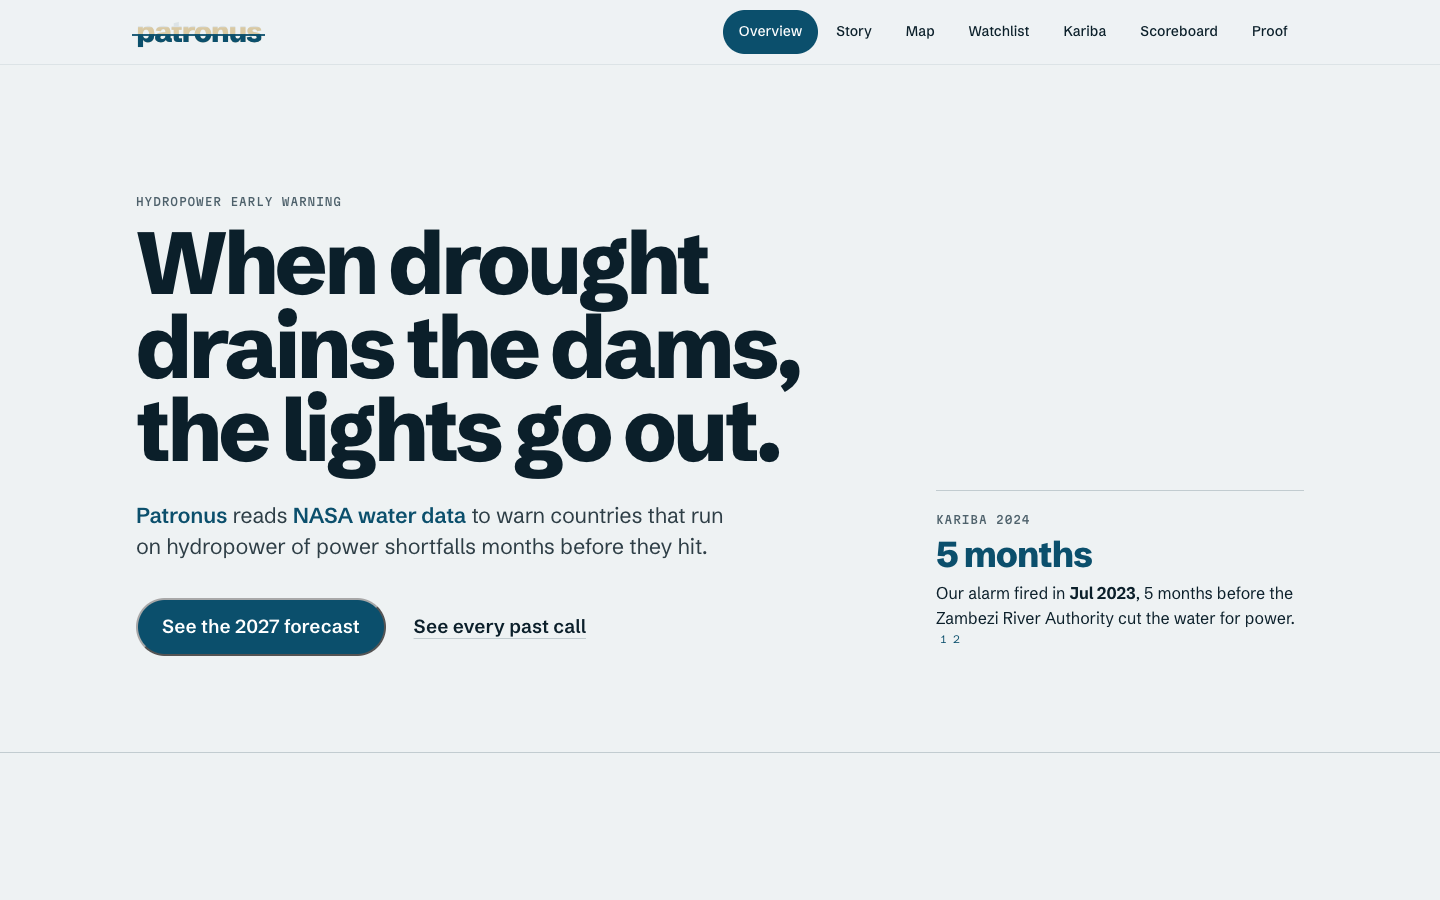 patronus
Overview
Story
Map
Watchlist
Kariba
Scoreboard
Proof
HYDROPOWER EARLY WARNING
When drought
drains the dams,
the lights go out.
Patronus reads NASA water data to warn countries that run
on hydropower of power shortfalls months before they hit.
See the 2027 forecast
See every past call
KARIBA 2024
5 months
Our alarm fired in Jul 2023, 5 months before the
Zambezi River Authority cut the water for power.
1 2